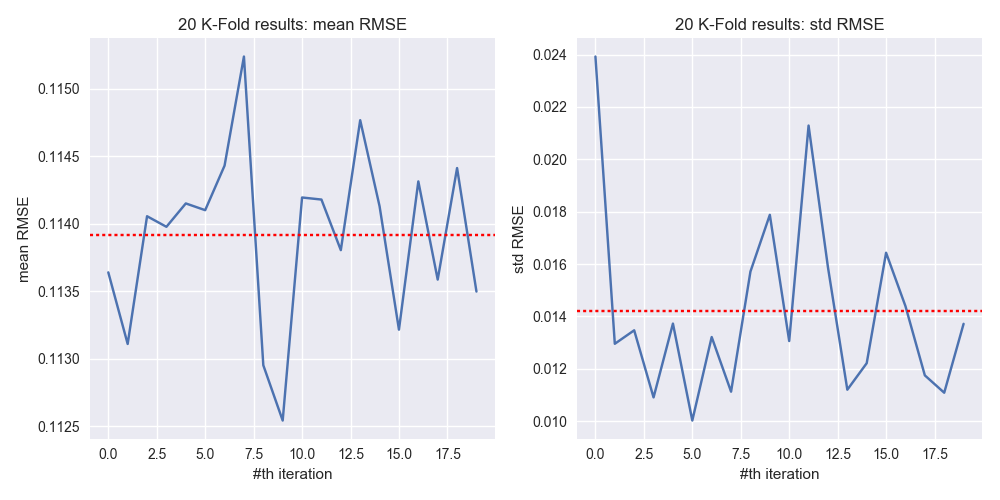 20 K-Fold results: mean RMSE
mean RMSE
0.1150
0.1145
0.1140
0.1135
0.1130
0.1125
0.0 2.5 5.0 7.5 10.0 12.5 15.0 17.5
#th iteration
20 K-Fold results: std RMSE
std RMSE
0.024
0.022
0.020
0.018
0.016
0.014
0.012
0.010
0.0 2.5 5.0 7.5 10.0 12.5 15.0 17.5
#th iteration